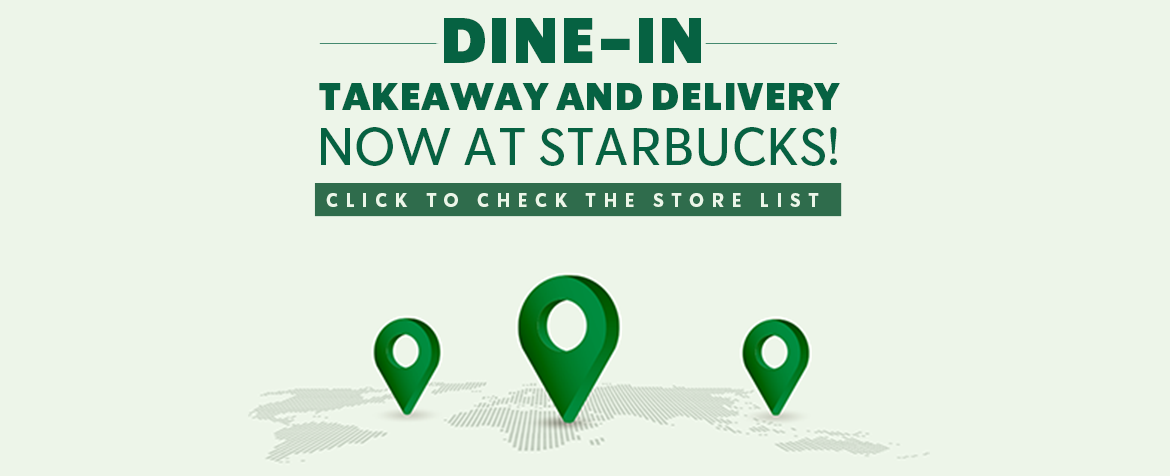 DINE-IN
TAKEAWAY AND DELIVERY
NOW AT STARBUCKS!
CLICK TO CHECK THE STORE LIST